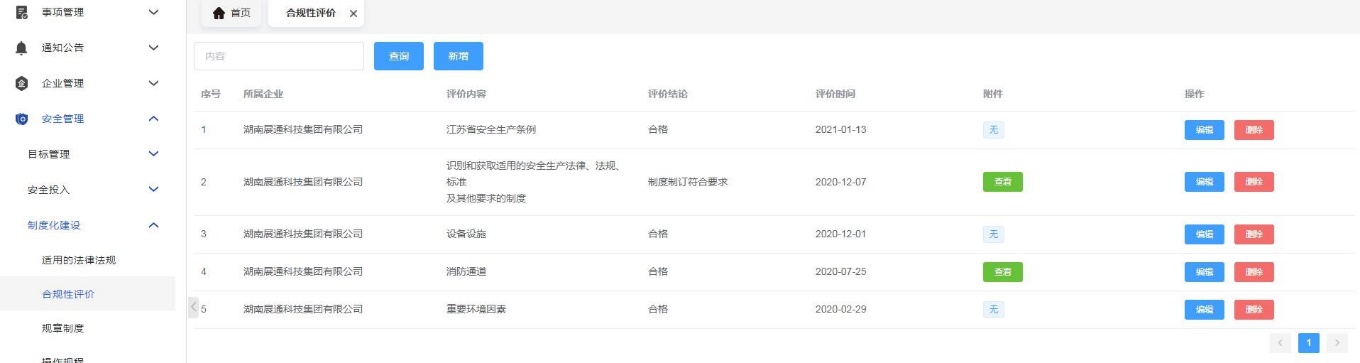 事项管理
通知公告
企业管理
安全管理
目标管理
安全投入
制度化建设
适用的法律法规
合规性评价
规章制度
操作规程
首页 合规性评价
内容 查询 新增
序号 所属企业 评价内容 评价结论 评价时间 附件 操作
1 湖南展通科技集团有限公司 江苏省安全生产条例 合格 2021-01-13 无 编辑 删除
识别和获取适用的安全生产法律、法规、
2 湖南展通科技集团有限公司 标准 制度制订符合要求 2020-12-07 查看 编辑 删除
及其他要求的制度
3 湖南展通科技集团有限公司 设备设施 合格 2020-12-01 无 编辑 删除
4 湖南展通科技集团有限公司 消防通道 合格 2020-07-25 查看 编辑 删除
5 湖南展通科技集团有限公司 重要环境因素 合格 2020-02-29 无 编辑 删除
1